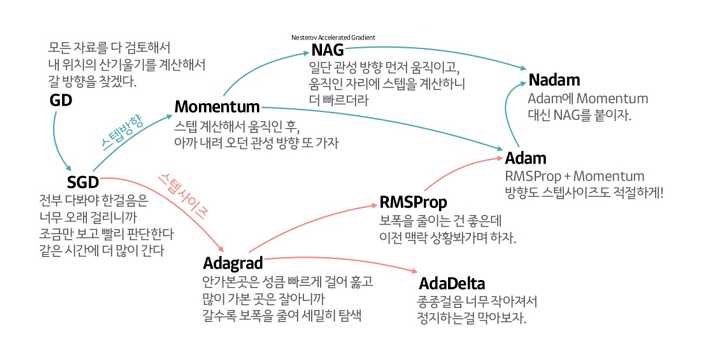 모든 자료를 다 검토해서
내 위치의 산기울기를 계산해서
갈 방향을 찾겠다.
GD
스텝방향
SGD
전부 다봐야 한걸음은
너무 오래 걸리니까
조금만 보고 빨리 판단한다
같은 시간에 더 많이 간다
스텝사이즈
Momentum
스텝 계산해서 움직인 후,
아까 내려 오던 관성 방향 또 가자
Nesterov Accelerated Gradient
NAG
일단 관성 방향 먼저 움직이고,
움직인 자리에 스텝을 계산하니
더 빠르더라
Nadam
Adam에 Momentum
대신 NAG를 붙이자.
Adam
RMSProp + Momentum
방향도 스텝사이즈도 적절하게!
RMSProp
보폭을 줄이는 건 좋은데
이전 맥락 상황봐가며 하자.
Adagrad
안가본곳은 성큼 빠르게 걸어 훓고
많이 가본 곳은 잘아니까
갈수록 보폭을 줄여 세밀히 탐색
AdaDelta
종종걸음 너무 작아져서
정지하는걸 막아보자.